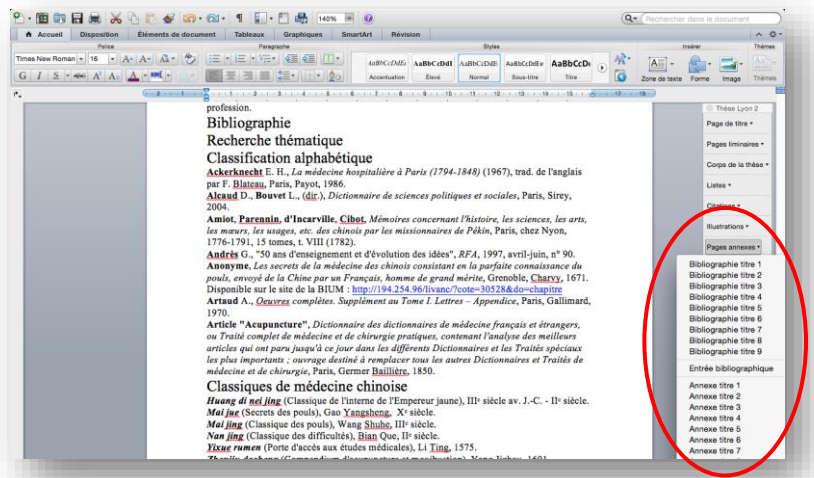 140%
Rechercher dans le document
Accueil Disposition Éléments de document Tableaux Graphiques SmartArt Révision
Police Paragraphe Styles Insérer Thèmes
Times New Roman 16 A- A- Aa
AaBbCcDdEe AaBbCcDdI AaBbCcDdE AaBbCcDdEe AaBbCcDc
G I S ABC A² A₂ A
Accentuation Élevé Normal Sous-titre Titre
Zone de texte Forme Image Thèmes
profession.
Bibliographie
Recherche thématique
Classification alphabétique
Ackerknecht E. H., La médecine hospitalière à Paris (1794-1848) (1967), trad. de l'anglais
par F. Blateau, Paris, Payot, 1986.
Alcaud D., Bouvet L., (dir.), Dictionnaire de sciences politiques et sociales, Paris, Sirey,
2004.
Amiot, Parennin, d'Incarville, Cibot, Mémoires concernant l'histoire, les sciences, les arts,
les mœurs, les usages, etc. des chinois par les missionnaires de Pékin, Paris, chez Nyon,
1776-1791, 15 tomes, t. VIII (1782).
Andrès G., "50 ans d'enseignement et d'évolution des idées", RFA, 1997, avril-juin, n° 90.
Anonyme, Les secrets de la médecine des chinois consistant en la parfaite connaissance du
pouls, envoyé de la Chine par un Français, homme de grand mérite, Grenoble, Charvy, 1671.
Disponible sur le site de la BIUM : http://194.254.96/livanc/?cote=30528&do=chapitre
Artaud A., Oeuvres complètes. Supplément au Tome I. Lettres – Appendice, Paris, Gallimard,
1970.
Article "Acupuncture", Dictionnaire des dictionnaires de médecine français et étrangers,
ou Traité complet de médecine et de chirurgie pratiques, contenant l'analyse des meilleurs
articles qui ont paru jusqu'à ce jour dans les différents Dictionnaires et les Traités spéciaux
les plus importants ; ouvrage destiné à remplacer tous les autres Dictionnaires et Traités de
médecine et de chirurgie, Paris, Germer Baillière, 1850.
Classiques de médecine chinoise
Huang di nei jing (Classique de l'interne de l'Empereur jaune), IIIe siècle av. J.-C. - IIe siècle.
Mai jue (Secrets des pouls), Gao Yangsheng, Xe siècle.
Mai jing (Classique des pouls), Wang Shuhe, IIIe siècle.
Nan jing (Classique des difficultés), Bian Que, IIe siècle.
Yixue rumen (Porte d'accès aux études médicales), Li Ting, 1575.
Thèse Lyon 2
Page de titre
Pages liminaires
Corps de la thèse
Listes
Citations
Illustrations
Pages annexes
Bibliographie titre 1
Bibliographie titre 2
Bibliographie titre 3
Bibliographie titre 4
Bibliographie titre 5
Bibliographie titre 6
Bibliographie titre 7
Bibliographie titre 8
Bibliographie titre 9
Entrée bibliographique
Annexe titre 1
Annexe titre 2
Annexe titre 3
Annexe titre 4
Annexe titre 5
Annexe titre 6
Annexe titre 7